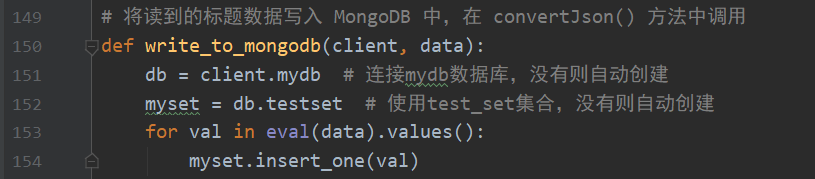 149 # 将读到的标题数据写入 MongoDB 中，在 convertJson() 方法中调用
150 def write_to_mongodb(client, data):
151     db = client.mydb  # 连接mydb数据库，没有则自动创建
152     myset = db.testset  # 使用test_set集合，没有则自动创建
153     for val in eval(data).values():
154         myset.insert_one(val)